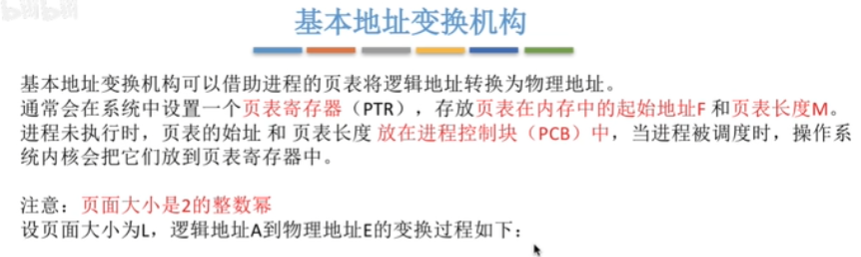 bilibili
基本地址变换机构
基本地址变换机构可以借助进程的页表将逻辑地址转换为物理地址。
通常会在系统中设置一个页表寄存器（PTR），存放页表在内存中的起始地址F 和页表长度M。
进程未执行时，页表的始址 和 页表长度 放在进程控制块（PCB）中，当进程被调度时，操作系
统内核会把它们放到页表寄存器中。
注意：页面大小是2的整数幂
设页面大小为L，逻辑地址A到物理地址E的变换过程如下：